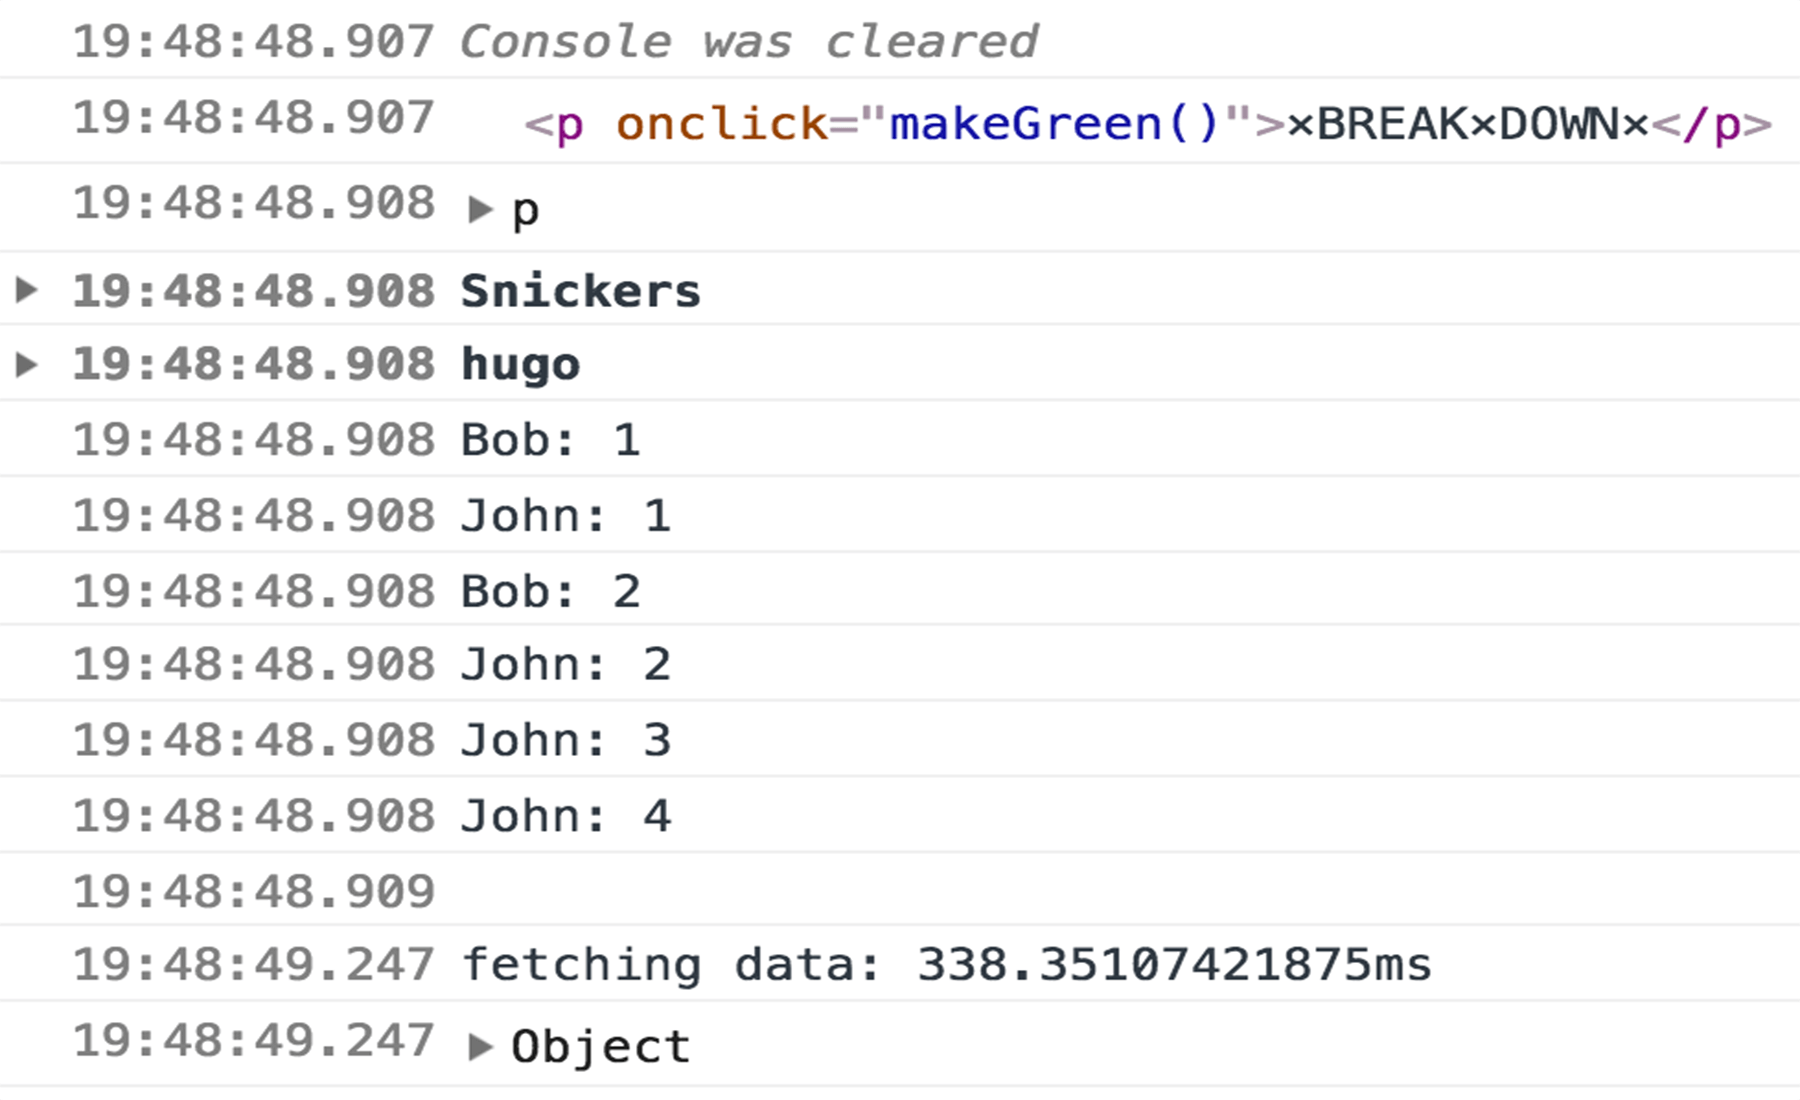 19:48:48.907 Console was cleared
19:48:48.907 <p onclick="makeGreen()">×BREAK×DOWN×</p>
19:48:48.908 ▶ p
▶ 19:48:48.908 Snickers
▶ 19:48:48.908 hugo
19:48:48.908 Bob: 1
19:48:48.908 John: 1
19:48:48.908 Bob: 2
19:48:48.908 John: 2
19:48:48.908 John: 3
19:48:48.908 John: 4
19:48:48.909
19:48:49.247 fetching data: 338.35107421875ms
19:48:49.247 ▶ Object